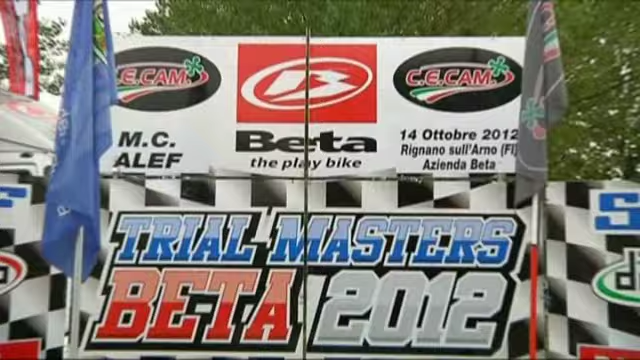 C.E.CAM.
M.C.
ALEF
Beta
the play bike
C.E.CAM.
14 Ottobre 2012
Rignano sull'Arno (FI)
Azienda Beta
TRIAL MASTERS
BETA 2012